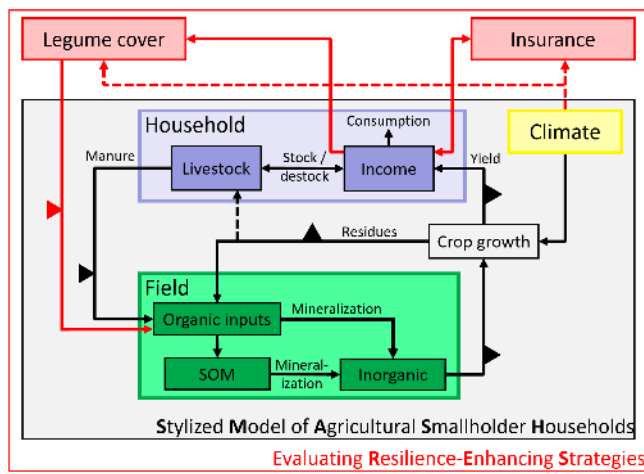 Legume cover
Insurance
Household
Consumption
Climate
Manure
Livestock
Stock /
destock
Income
Yield
Residues
Crop growth
Field
Organic inputs
Mineralization
SOM
Mineral-
ization
Inorganic
Stylized Model of Agricultural Smallholder Households
Evaluating Resilience-Enhancing Strategies